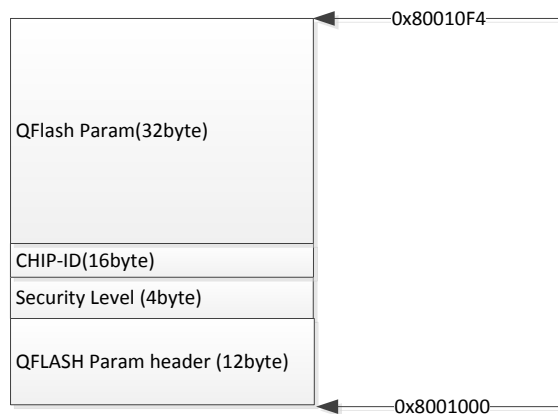 0x80010F4
QFlash Param(32byte)
CHIP-ID(16byte)
Security Level (4byte)
QFLASH Param header (12byte)
0x8001000